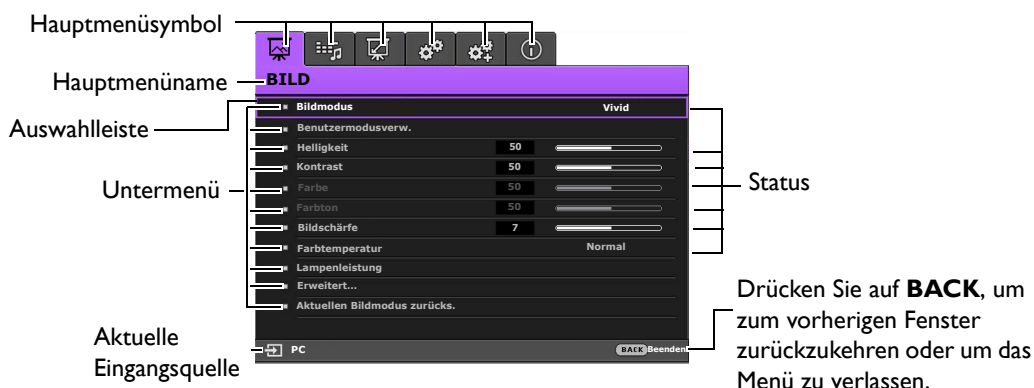 Hauptmenüsymbol
Hauptmenüname
BILD
Auswahlleiste
Bildmodus Vivid
Benutzermodusverw.
Helligkeit 50
Kontrast 50
Untermenü
Farbe 50
Status
Farbton 50
Bildschärfe 7
Farbtemperatur Normal
Lampenleistung
Erweitert...
Aktuellen Bildmodus zurücks.
Aktuelle
Eingangsquelle
PC
BACK Beenden
Drücken Sie auf BACK, um
zum vorherigen Fenster
zurückzukehren oder um das
Menü zu verlassen.